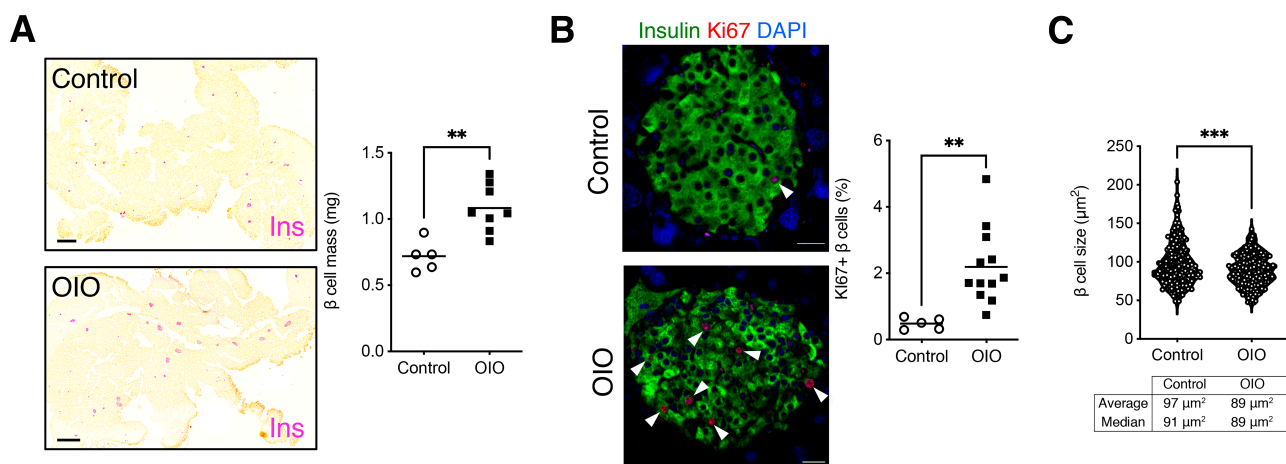 A
Control
Ins
OIO
Ins
β cell mass (mg)
1.5
1.0
0.5
0.0
**
Control OIO
B
Insulin Ki67 DAPI
Control
OIO
KI67+ β cells (%)
6
4
2
0
**
Control OIO
C
β cell size (µm²)
250
200
150
100
50
0
***
Control OIO
Control OIO
Average 97 µm² 89 µm²
Median 91 µm² 89 µm²